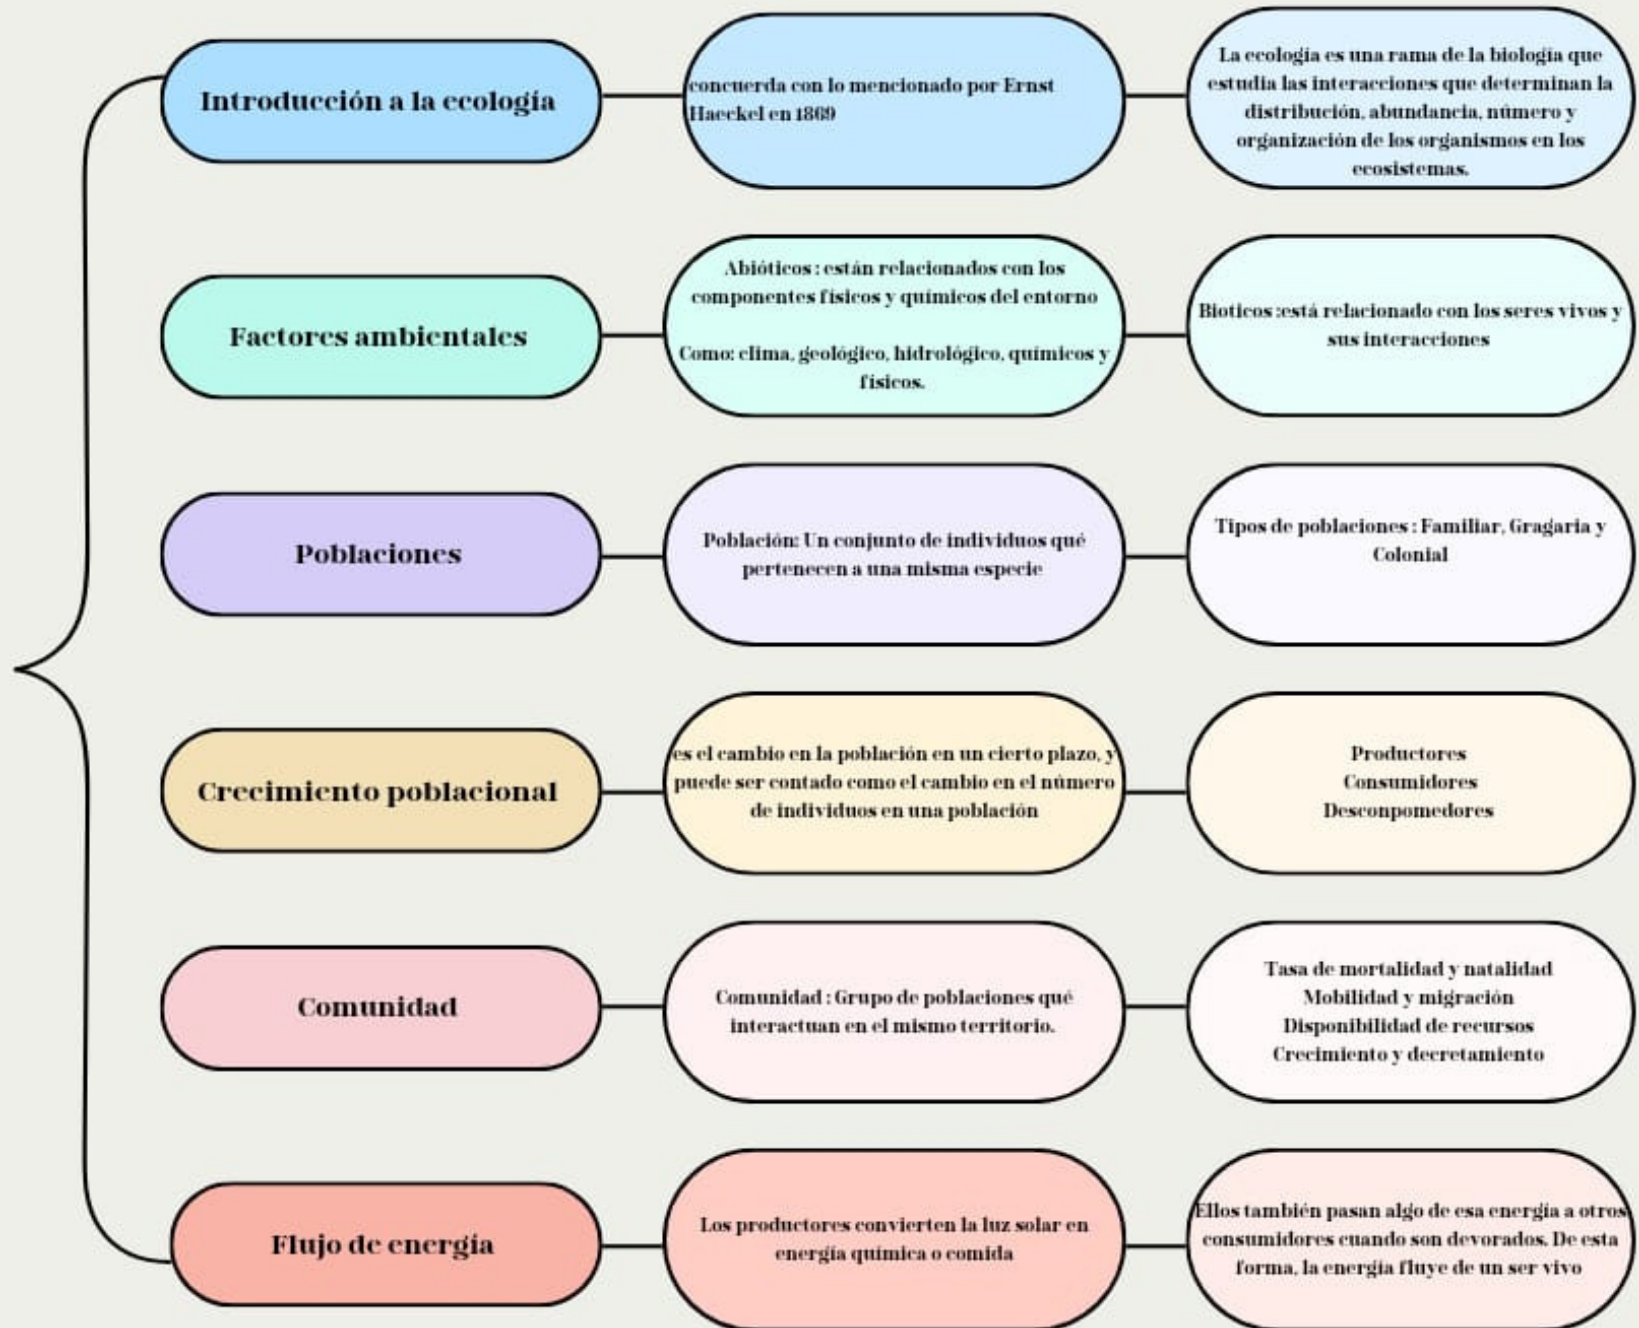 Introducción a la ecología
concuerda con lo mencionado por Ernst
Haeckel en 1869
La ecología es una rama de la biología que
estudia las interacciones que determinan la
distribución, abundancia, número y
organización de los organismos en los
ecosistemas.
Factores ambientales
Abióticos : están relacionados con los
componentes físicos y químicos del entorno
Como: clima, geológico, hidrológico, químicos y
físicos.
Bioticos :está relacionado con los seres vivos y
sus interacciones
Poblaciones
Población: Un conjunto de individuos qué
pertenecen a una misma especie
Tipos de poblaciones : Familiar, Gragaria y
Colonial
Crecimiento poblacional
es el cambio en la población en un cierto plazo, y
puede ser contado como el cambio en el número
de individuos en una población
Productores
Consumidores
Desconpomedores
Comunidad
Comunidad : Grupo de poblaciones qué
interactuan en el mismo territorio.
Tasa de mortalidad y natalidad
Mobilidad y migración
Disponibilidad de recursos
Crecimiento y decretamiento
Flujo de energía
Los productores convierten la luz solar en
energía química o comida
Ellos también pasan algo de esa energía a otros
consumidores cuando son devorados. De esta
forma, la energía fluye de un ser vivo